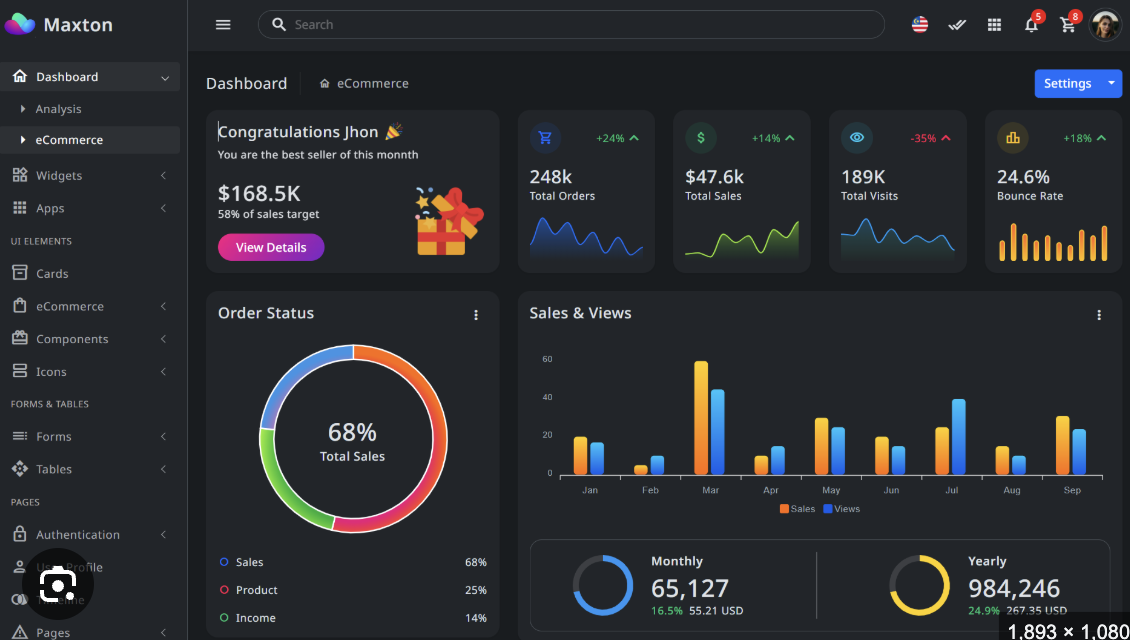 Maxton
Search
5
8
Dashboard
Analysis
eCommerce
Widgets
Apps
UI ELEMENTS
Cards
eCommerce
Components
Icons
FORMS & TABLES
Forms
Tables
PAGES
Authentication
User Profile
Timeline
Pages
Dashboard
eCommerce
Settings
Congratulations Jhon
You are the best seller of this monnth
$168.5K
58% of sales target
View Details
+24%
248k
Total Orders
$
+14%
$47.6k
Total Sales
-35%
189K
Total Visits
+18%
24.6%
Bounce Rate
Order Status
68%
Total Sales
Sales 68%
Product 25%
Income 14%
Sales & Views
60
40
20
0
Jan Feb Mar Apr May Jun Jul Aug Sep
Sales Views
Monthly
65,127
16.5% 55.21 USD
Yearly
984,246
24.9% 267.35 USD
1,893 × 1,080